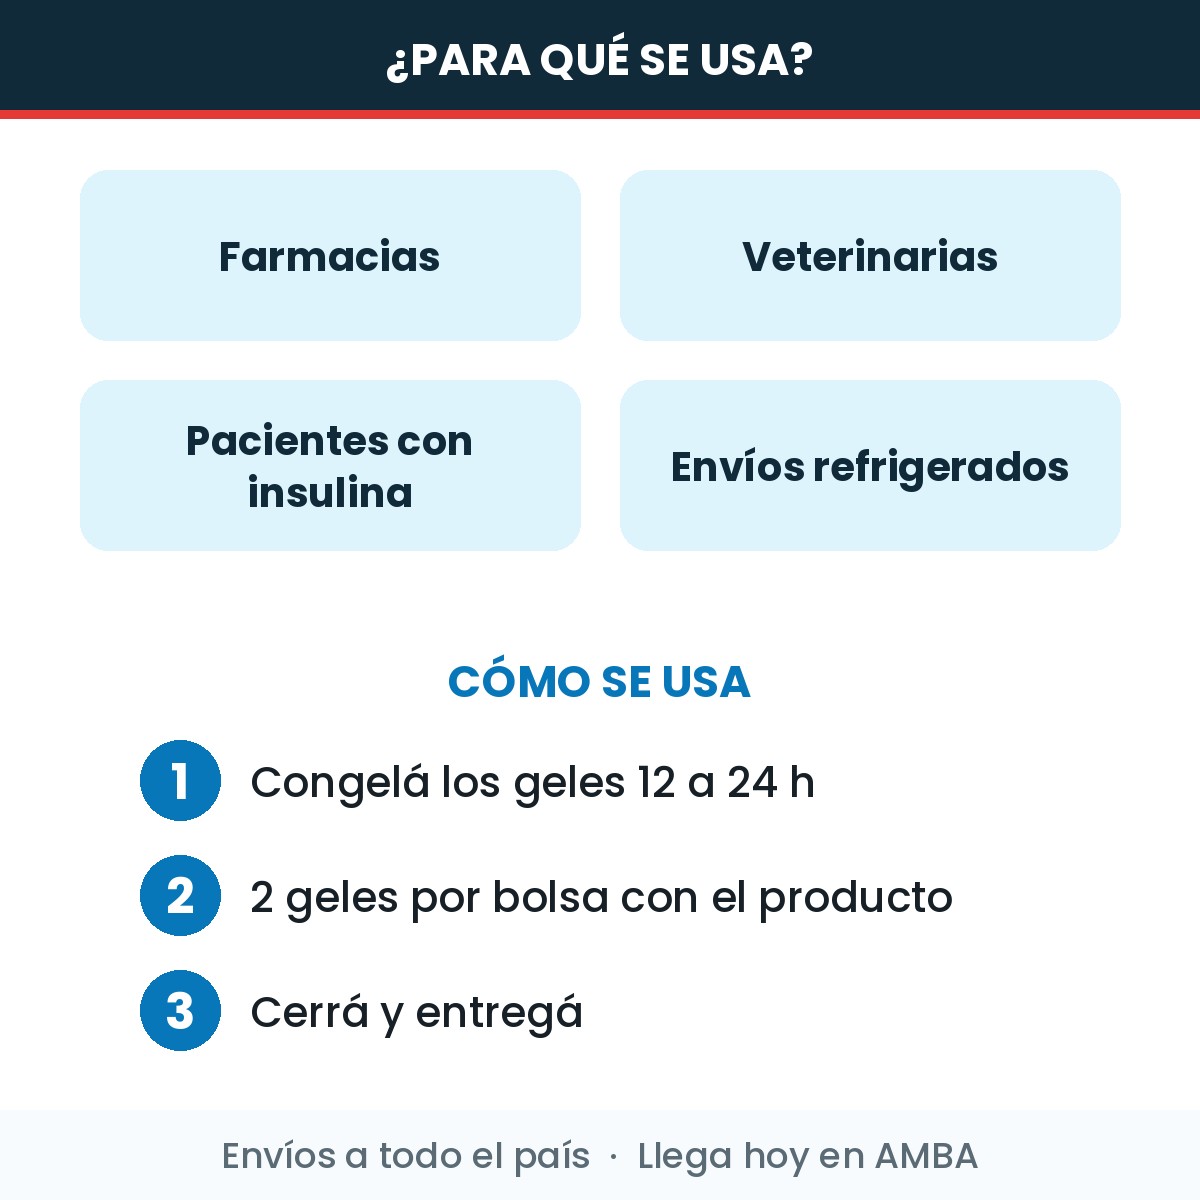 ¿PARA QUÉ SE USA?
Farmacias
Veterinarias
Pacientes con
insulina
Envíos refrigerados
CÓMO SE USA
1 Congelá los geles 12 a 24 h
2 2 geles por bolsa con el producto
3 Cerrá y entregá
Envíos a todo el país · Llega hoy en AMBA